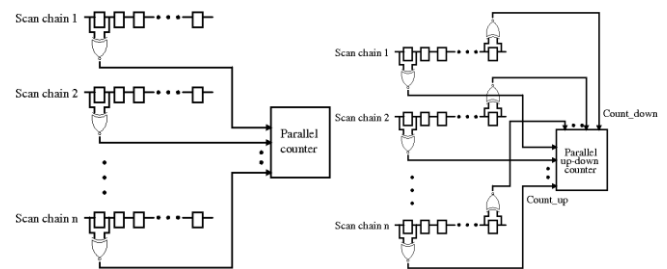 Scan chain 1
Scan chain 2
Parallel
counter
Scan chain n
Scan chain 1
Count_down
Scan chain 2
Parallel
up-down
counter
Count_up
Scan chain n